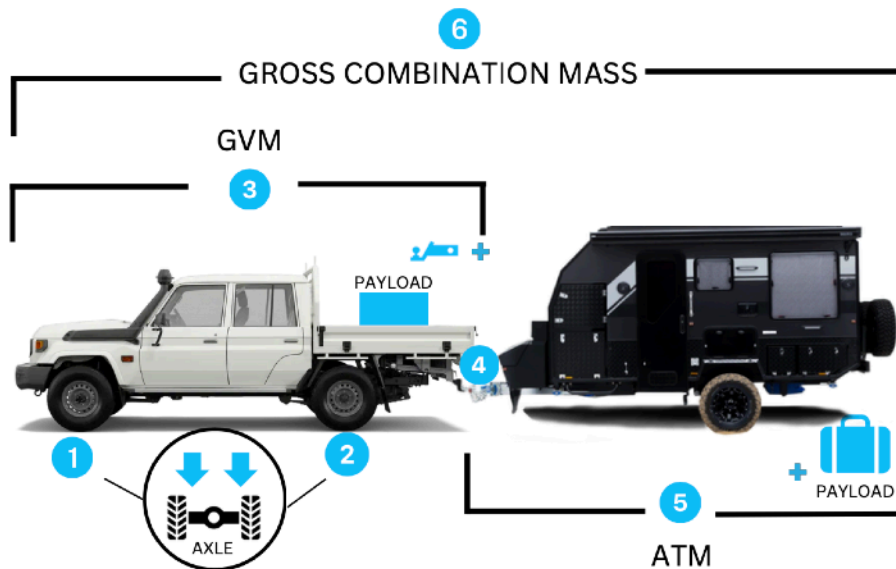 6
GROSS COMBINATION MASS
GVM
3
PAYLOAD
4
1
2
AXLE
5
PAYLOAD
ATM